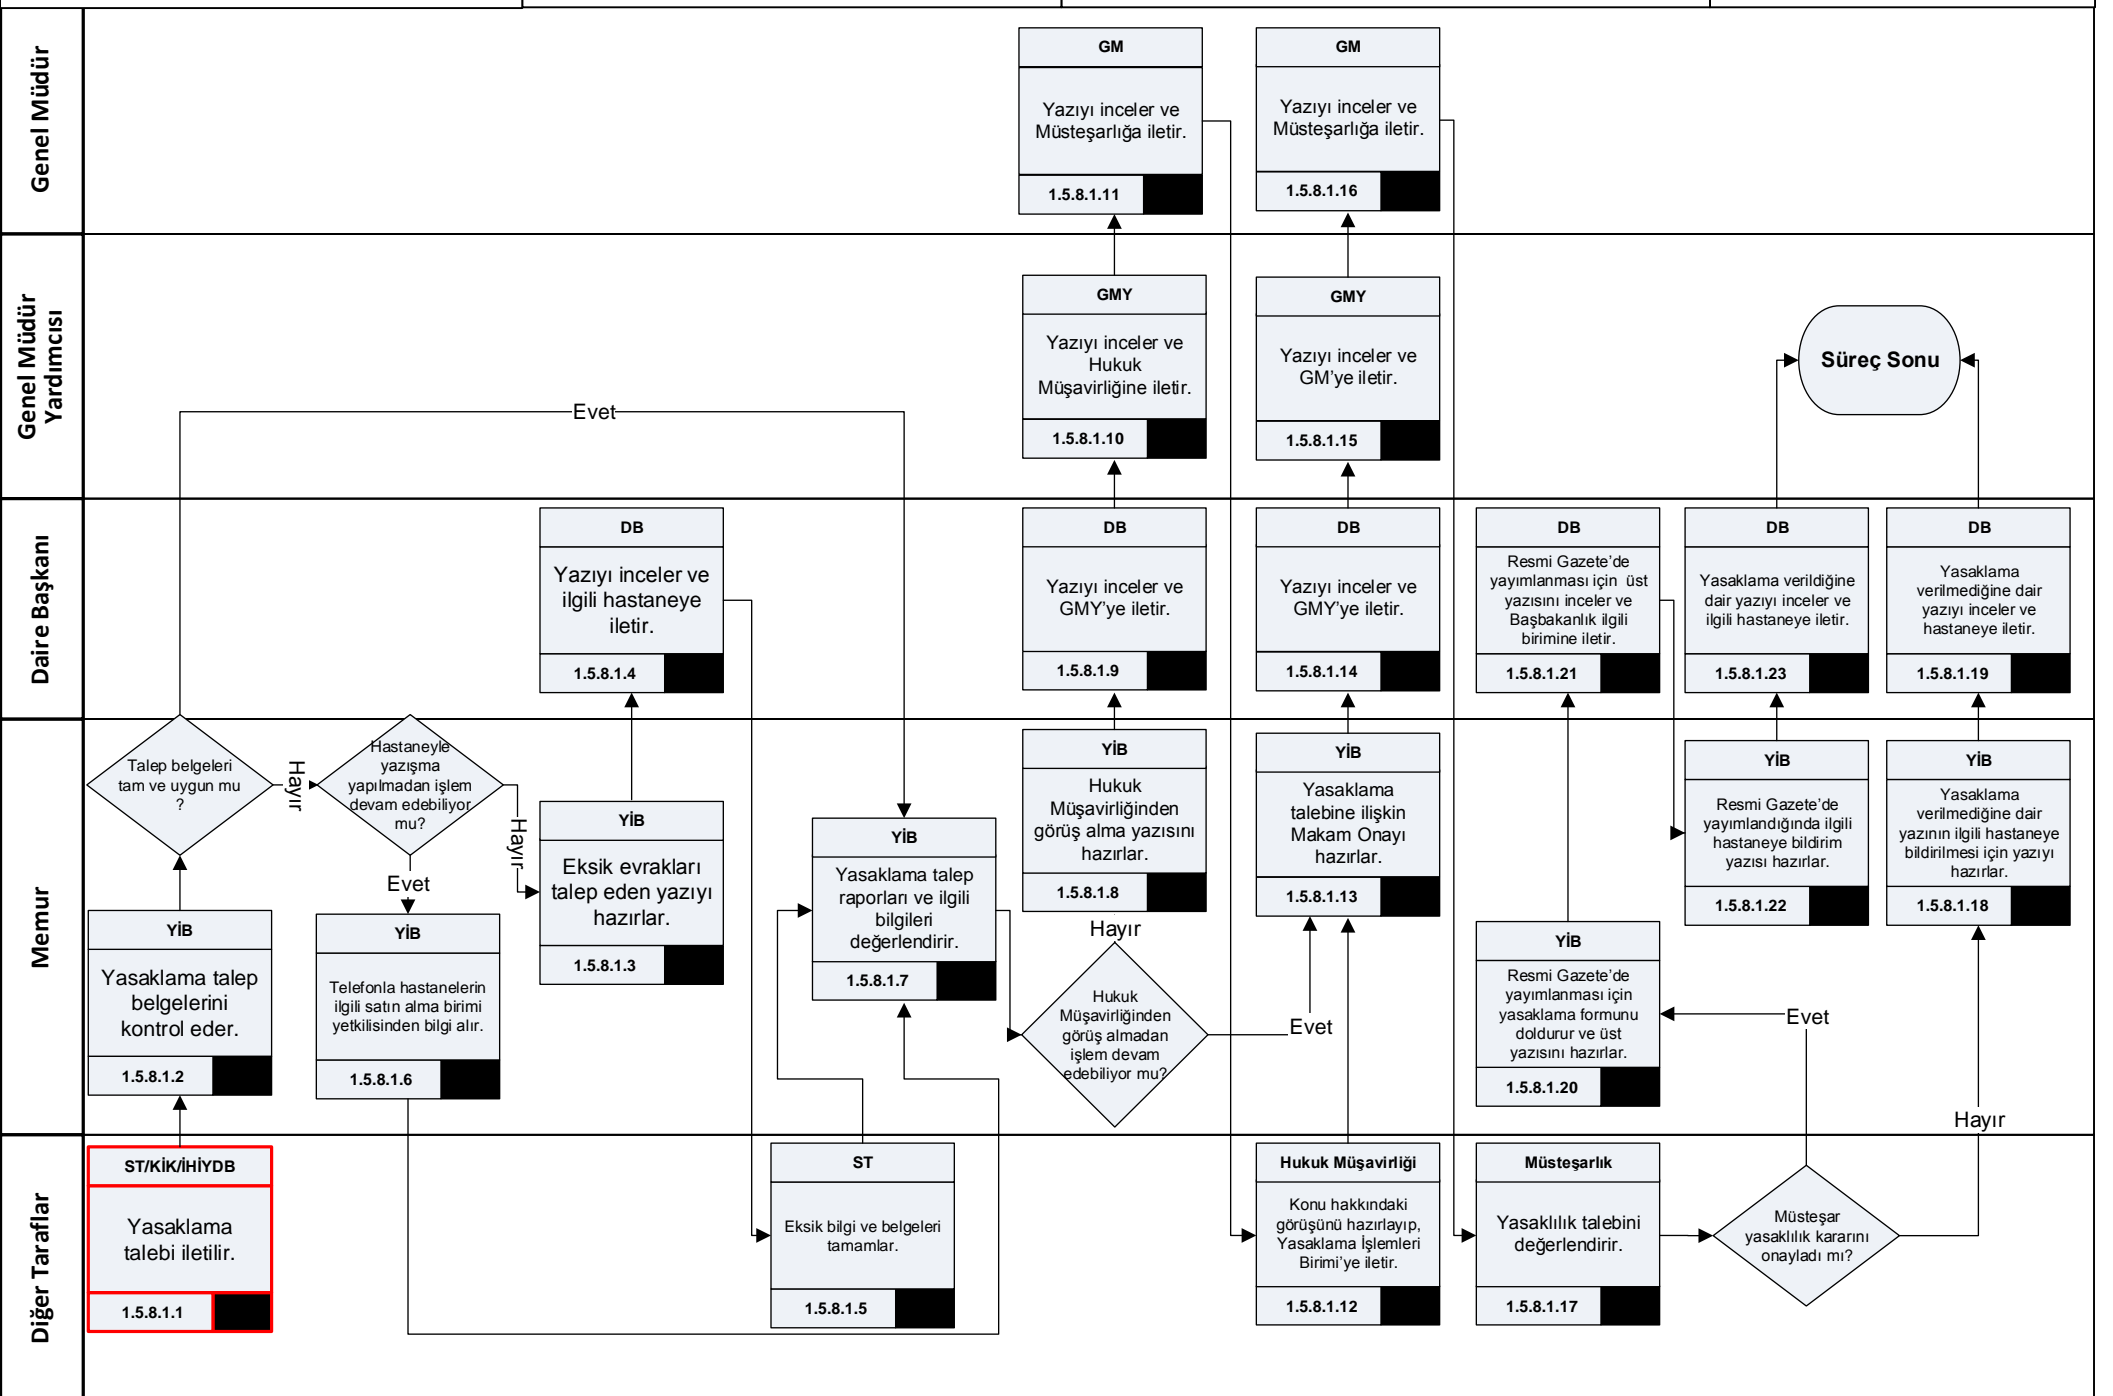 Genel Müdür
GM
Yazıyı inceler ve
Müsteşarlığa iletir.
1.5.8.1.11
GM
Yazıyı inceler ve
Müsteşarlığa iletir.
1.5.8.1.16
Genel Müdür
Yardımcısı
GMY
Yazıyı inceler ve
Hukuk
Müşavirliğine iletir.
1.5.8.1.10
GMY
Yazıyı inceler ve
GM'ye iletir.
1.5.8.1.15
Süreç Sonu
Evet
Daire Başkanı
DB
Yazıyı inceler ve
ilgili hastaneye
iletir.
1.5.8.1.4
DB
Yazıyı inceler ve
GMY'ye iletir.
1.5.8.1.9
DB
Yazıyı inceler ve
GMY'ye iletir.
1.5.8.1.14
DB
Resmi Gazete'de
yayımlanması için üst
yazısını inceler ve
Başbakanlık ilgili
birimine iletir.
1.5.8.1.21
DB
Yasaklama verildiğine
dair yazıyı inceler ve
ilgili hastaneye iletir.
1.5.8.1.23
DB
Yasaklama
verilmediğine dair
yazıyı inceler ve
hastaneye iletir.
1.5.8.1.19
Memur
Talep belgeleri
tam ve uygun mu
?
Hayır
Hastaneyle
yazışma
yapılmadan işlem
devam edebiliyor
mu?
Hayır
Evet
YİB
Yasaklama talep
belgelerini
kontrol eder.
1.5.8.1.2
YİB
Telefonla hastanelerin
ilgili satın alma birimi
yetkilisinden bilgi alır.
1.5.8.1.6
YİB
Eksik evrakları
talep eden yazıyı
hazırlar.
1.5.8.1.3
YİB
Yasaklama talep
raporları ve ilgili
bilgileri
değerlendirir.
1.5.8.1.7
YİB
Hukuk
Müşavirliğinden
görüş alma yazısını
hazırlar.
1.5.8.1.8
Hayır
Hukuk
Müşavirliğinden
görüş almadan
işlem devam
edebiliyor mu?
Evet
YİB
Yasaklama
talebine ilişkin
Makam Onayı
hazırlar.
1.5.8.1.13
YİB
Resmi Gazete'de
yayımlanması için
yasaklama formunu
doldurur ve üst
yazısını hazırlar.
1.5.8.1.20
YİB
Resmi Gazete'de
yayımlandığında ilgili
hastaneye bildirim
yazısı hazırlar.
1.5.8.1.22
YİB
Yasaklama
verilmediğine dair
yazının ilgili hastaneye
bildirilmesi için yazıyı
hazırlar.
1.5.8.1.18
Evet
Hayır
Diğer Taraflar
ST/KİK/İHİYDB
Yasaklama
talebi iletilir.
1.5.8.1.1
ST
Eksik bilgi ve belgeleri
tamamlar.
1.5.8.1.5
Hukuk Müşavirliği
Konu hakkındaki
görüşünü hazırlayıp,
Yasaklama İşlemleri
Birimi'ye iletir.
1.5.8.1.12
Müsteşarlık
Yasaklılık talebini
değerlendirir.
1.5.8.1.17
Müsteşar
yasaklılık kararını
onayladı mı?